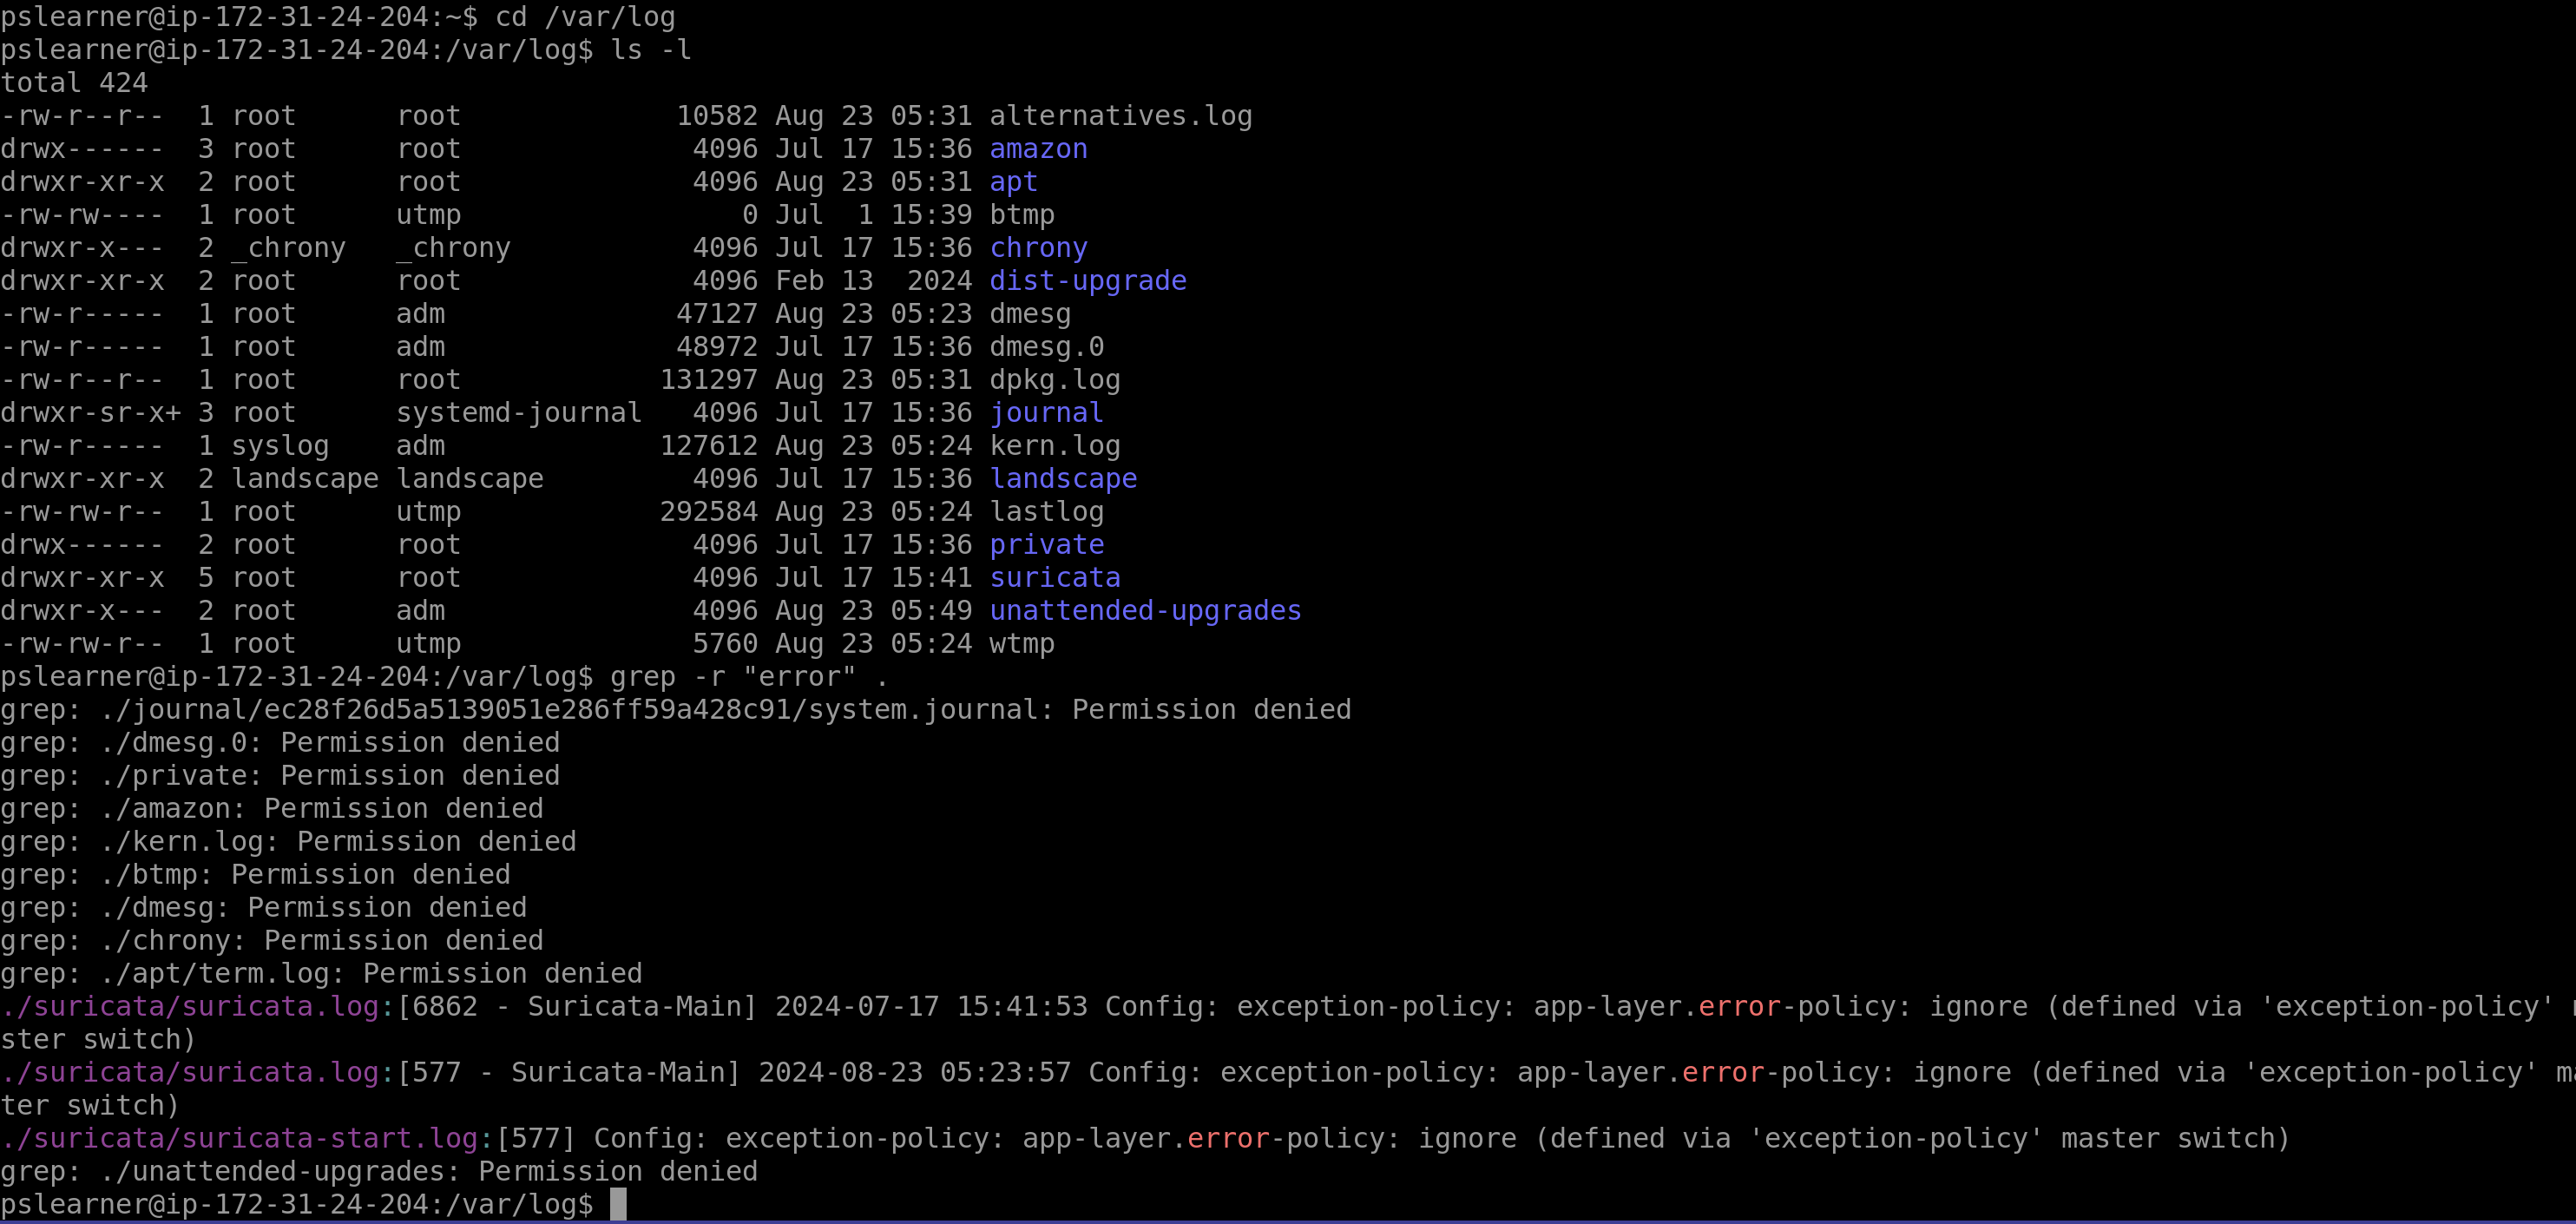 pslearner@ip-172-31-24-204:~$ cd /var/log
pslearner@ip-172-31-24-204:/var/log$ ls -l
total 424
-rw-r--r--  1 root      root             10582 Aug 23 05:31 alternatives.log
drwx------  3 root      root              4096 Jul 17 15:36 amazon
drwxr-xr-x  2 root      root              4096 Aug 23 05:31 apt
-rw-rw----  1 root      utmp                 0 Jul  1 15:39 btmp
drwxr-x---  2 _chrony   _chrony           4096 Jul 17 15:36 chrony
drwxr-xr-x  2 root      root              4096 Feb 13  2024 dist-upgrade
-rw-r-----  1 root      adm              47127 Aug 23 05:23 dmesg
-rw-r-----  1 root      adm              48972 Jul 17 15:36 dmesg.0
-rw-r--r--  1 root      root            131297 Aug 23 05:31 dpkg.log
drwxr-sr-x+ 3 root      systemd-journal   4096 Jul 17 15:36 journal
-rw-r-----  1 syslog    adm             127612 Aug 23 05:24 kern.log
drwxr-xr-x  2 landscape landscape         4096 Jul 17 15:36 landscape
-rw-rw-r--  1 root      utmp            292584 Aug 23 05:24 lastlog
drwx------  2 root      root              4096 Jul 17 15:36 private
drwxr-xr-x  5 root      root              4096 Jul 17 15:41 suricata
drwxr-x---  2 root      adm               4096 Aug 23 05:49 unattended-upgrades
-rw-rw-r--  1 root      utmp              5760 Aug 23 05:24 wtmp
pslearner@ip-172-31-24-204:/var/log$ grep -r "error" .
grep: ./journal/ec28f26d5a5139051e286ff59a428c91/system.journal: Permission denied
grep: ./dmesg.0: Permission denied
grep: ./private: Permission denied
grep: ./amazon: Permission denied
grep: ./kern.log: Permission denied
grep: ./btmp: Permission denied
grep: ./dmesg: Permission denied
grep: ./chrony: Permission denied
grep: ./apt/term.log: Permission denied
./suricata/suricata.log:[6862 - Suricata-Main] 2024-07-17 15:41:53 Config: exception-policy: app-layer.error-policy: ignore (defined via 'exception-policy'
ster switch)
./suricata/suricata.log:[577 - Suricata-Main] 2024-08-23 05:23:57 Config: exception-policy: app-layer.error-policy: ignore (defined via 'exception-policy' ma
ter switch)
./suricata/suricata-start.log:[577] Config: exception-policy: app-layer.error-policy: ignore (defined via 'exception-policy' master switch)
grep: ./unattended-upgrades: Permission denied
pslearner@ip-172-31-24-204:/var/log$